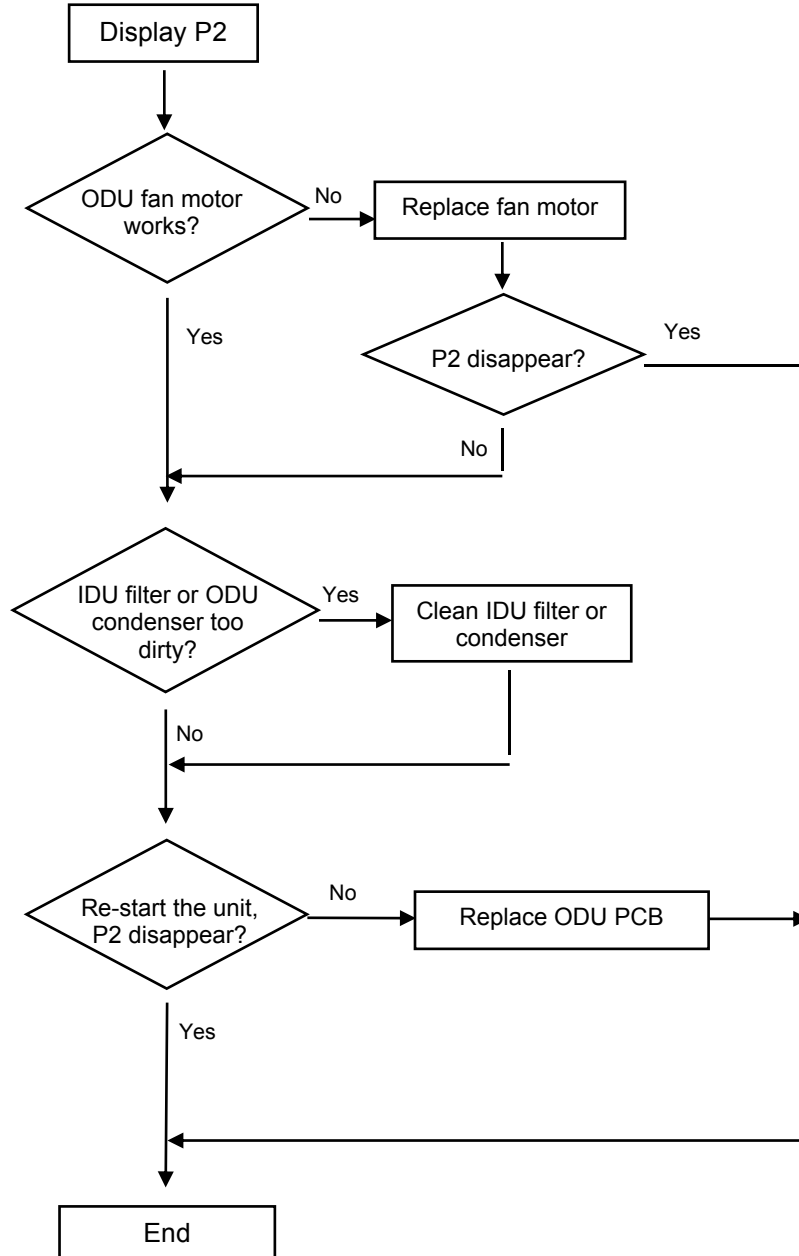 Display P2
ODU fan motor
works?
No
Replace fan motor
Yes
P2 disappear?
Yes
No
IDU filter or ODU
condenser too
dirty?
Yes
Clean IDU filter or
condenser
No
Re-start the unit,
P2 disappear?
No
Replace ODU PCB
Yes
End